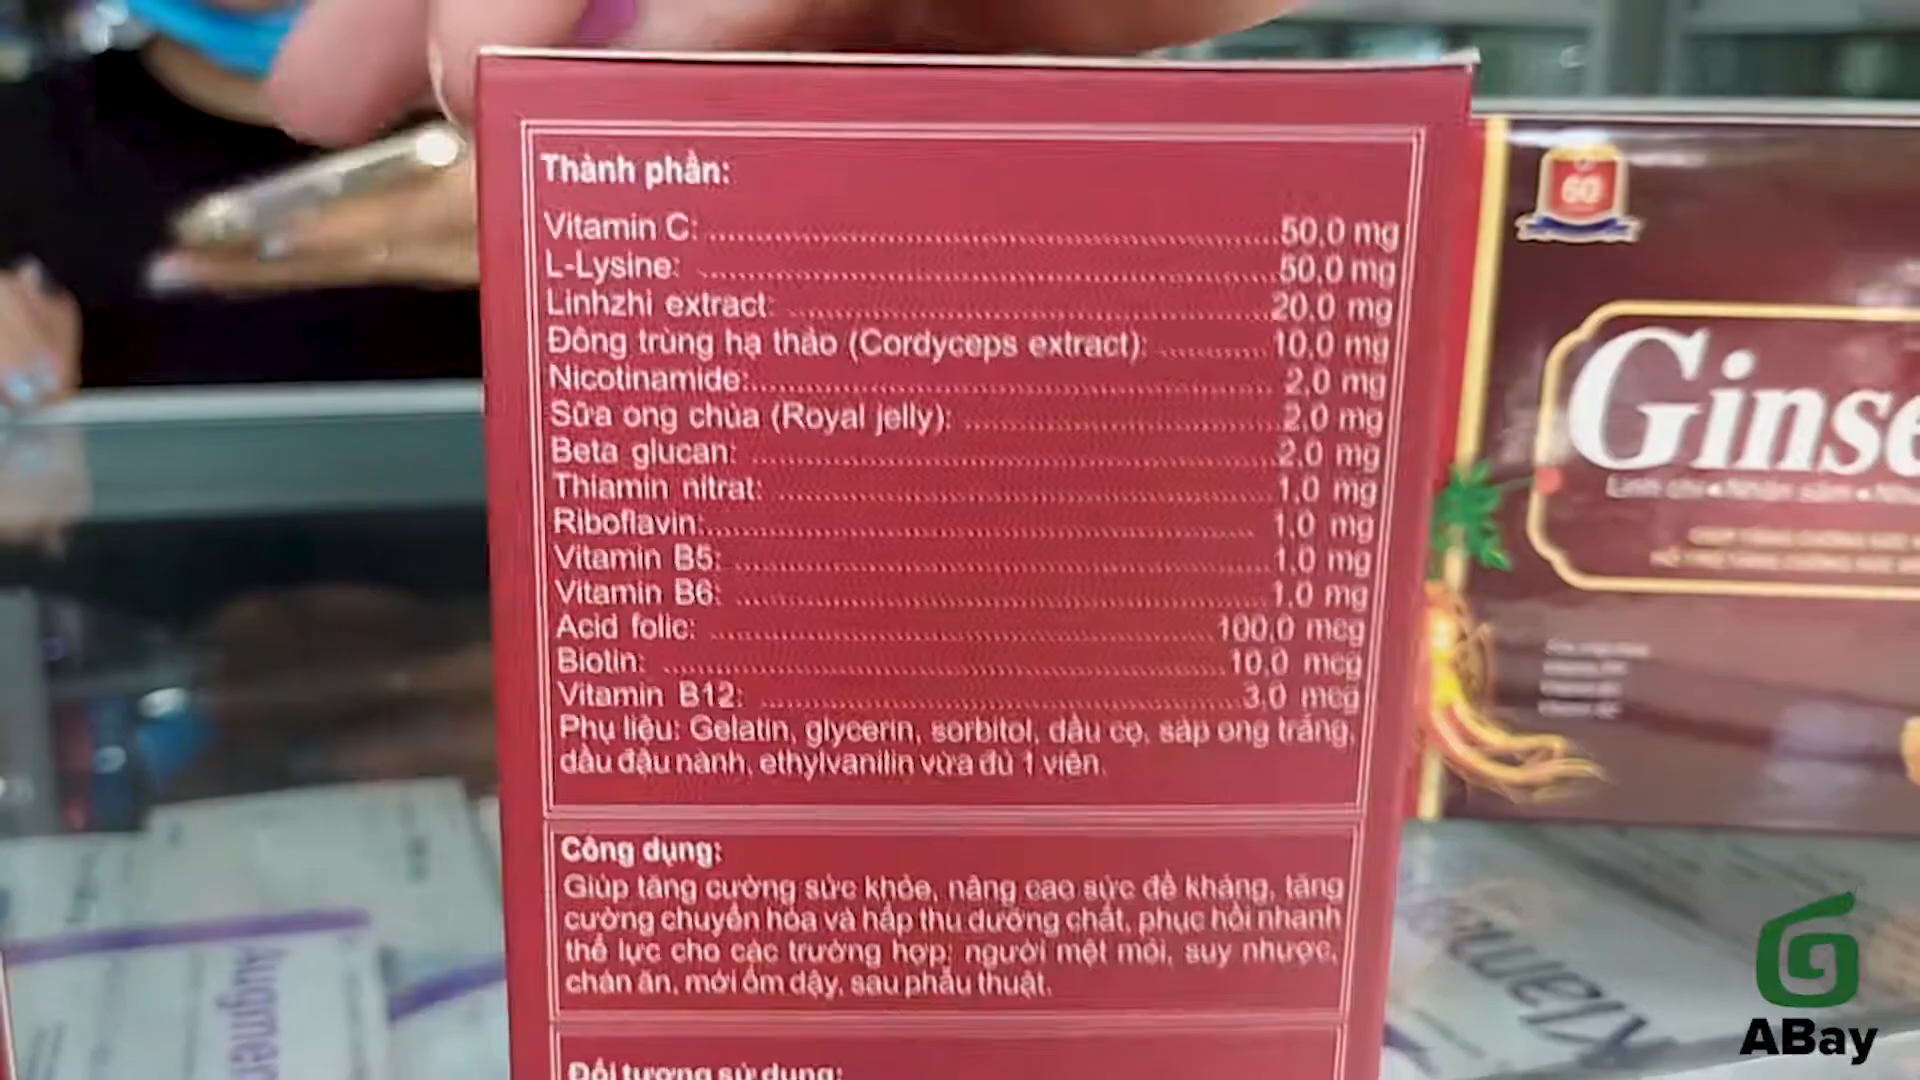 Thành phần:
Vitamin C: ........ 50,0 mg
L-Lysine: ........ 50,0 mg
Linhzhi extract: ........ 20,0 mg
Đông trùng hạ thảo (Cordyceps extract): ........ 10,0 mg
Nicotinamide: ........ 2,0 mg
Sữa ong chúa (Royal jelly): ........ 2,0 mg
Beta glucan: ........ 2,0 mg
Thiamin nitrat: ........ 1,0 mg
Riboflavin: ........ 1,0 mg
Vitamin B5: ........ 1,0 mg
Vitamin B6: ........ 1,0 mg
Acid folic: ........ 100,0 mcg
Biotin: ........ 10,0 mcg
Vitamin B12: ........ 3,0 mcg
Phụ liệu: Gelatin, glycerin, sorbitol, dầu cọ, sáp ong trắng,
dầu đậu nành, ethylvanilin vừa đủ 1 viên.
Công dụng:
Giúp tăng cường sức khỏe, nâng cao sức đề kháng, tăng
cường chuyển hóa và hấp thu dưỡng chất, phục hồi nhanh
thể lực cho các trường hợp: người mệt mỏi, suy nhược,
chán ăn, mới ốm dậy, sau phẫu thuật.
Đối tượng sử dụng:
60
Ginse
Linh chi • Nhân sâm • Nhu
Augmen
Klamen
ABay